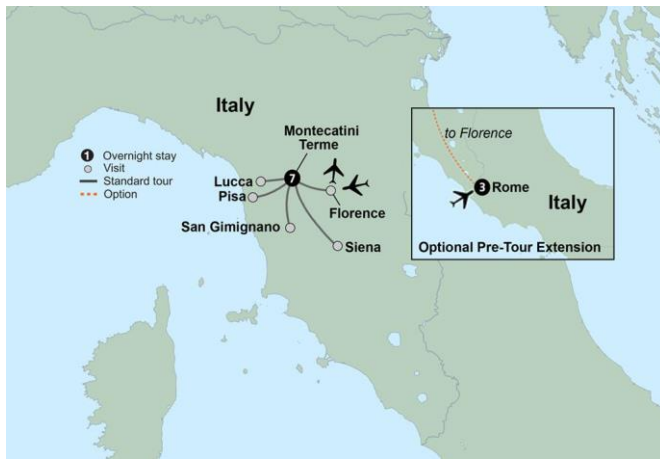 Italy
Montecatini
Terme
7
Lucca
Pisa
Florence
San Gimignano
Siena
1 Overnight stay
Visit
Standard tour
Option
to Florence
3 Rome
Italy
Optional Pre-Tour Extension